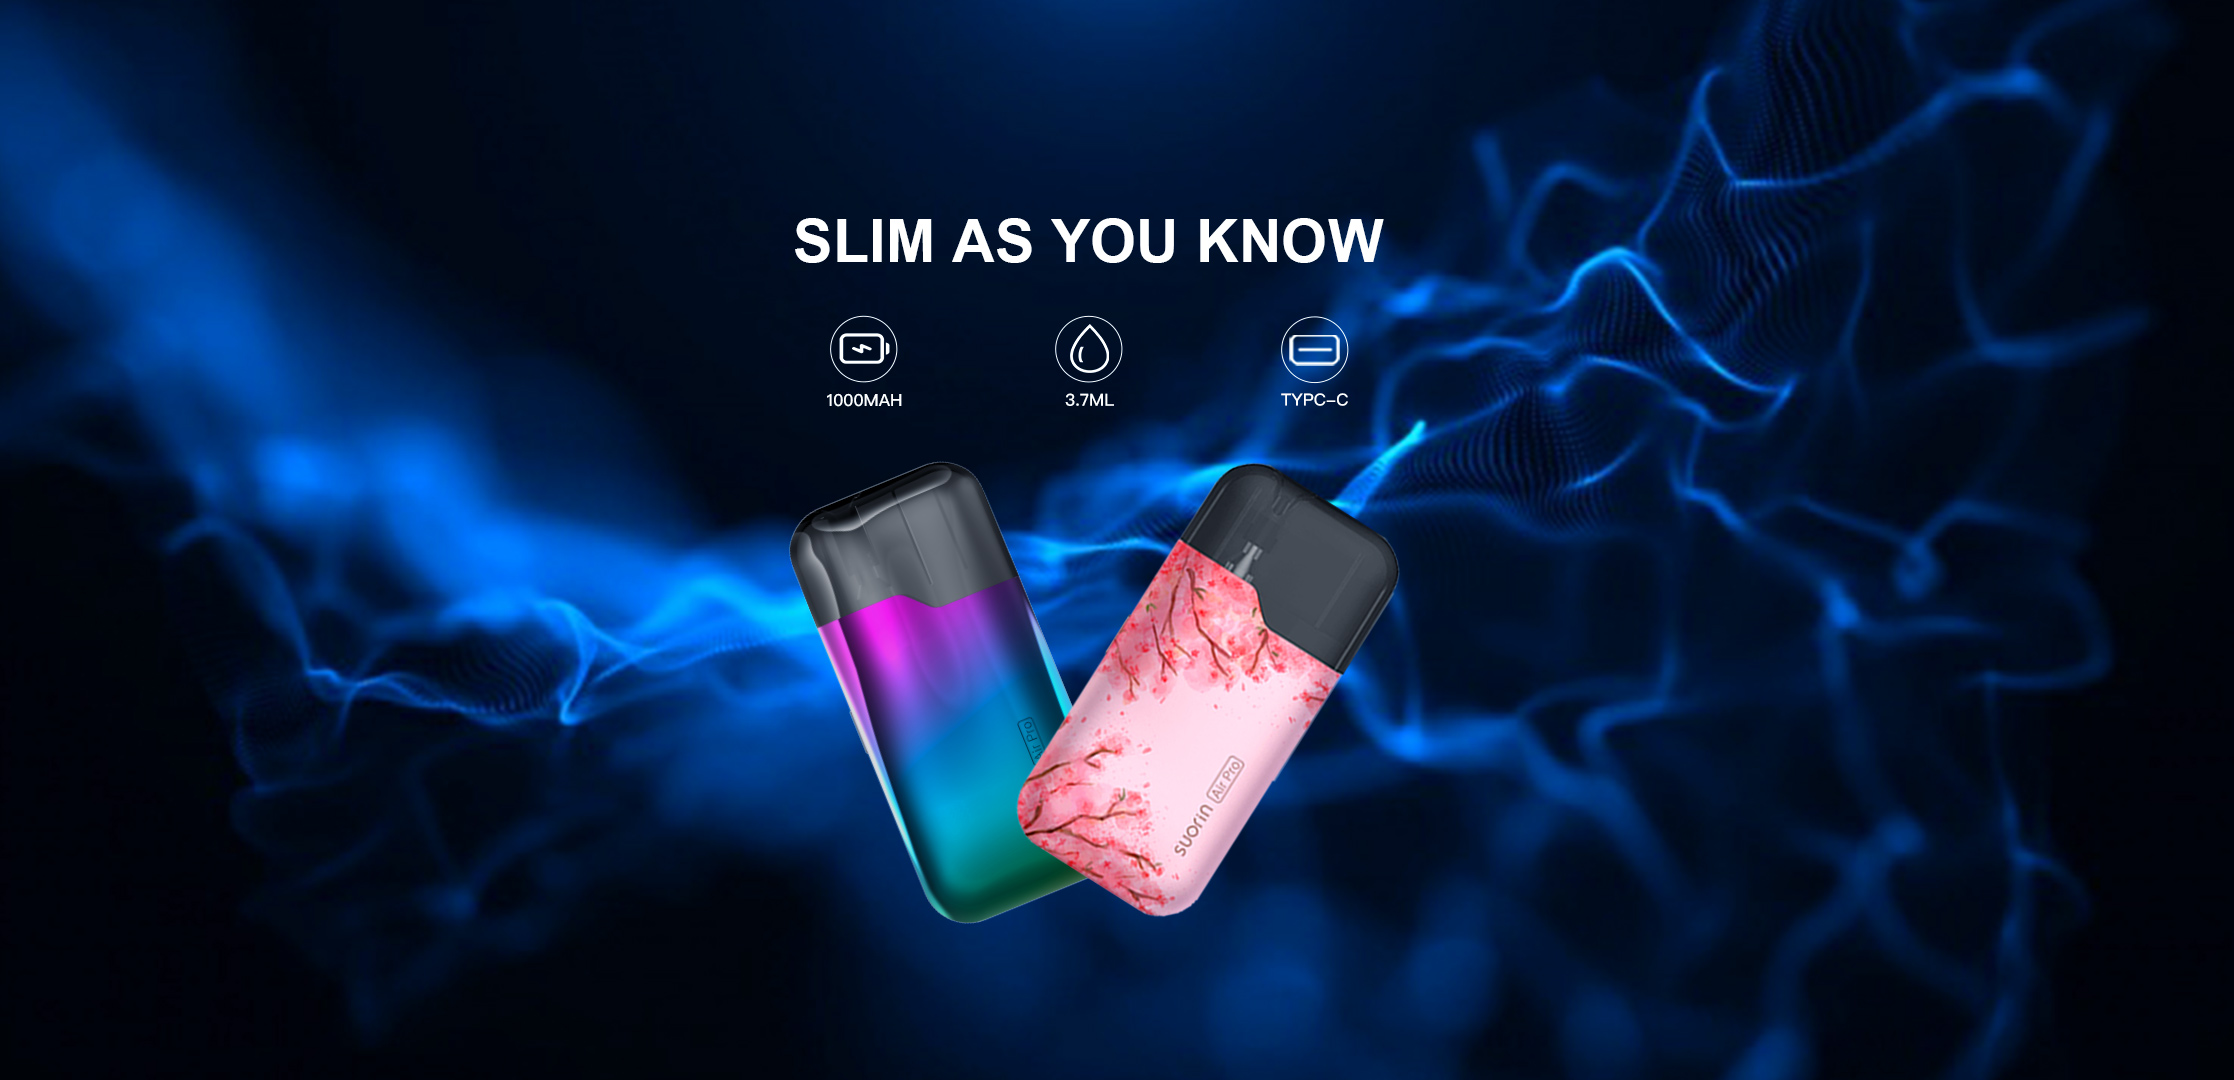 SLIM AS YOU KNOW
1000MAH
3.7ML
TYPC-C
Air Pro
suorin Air Pro